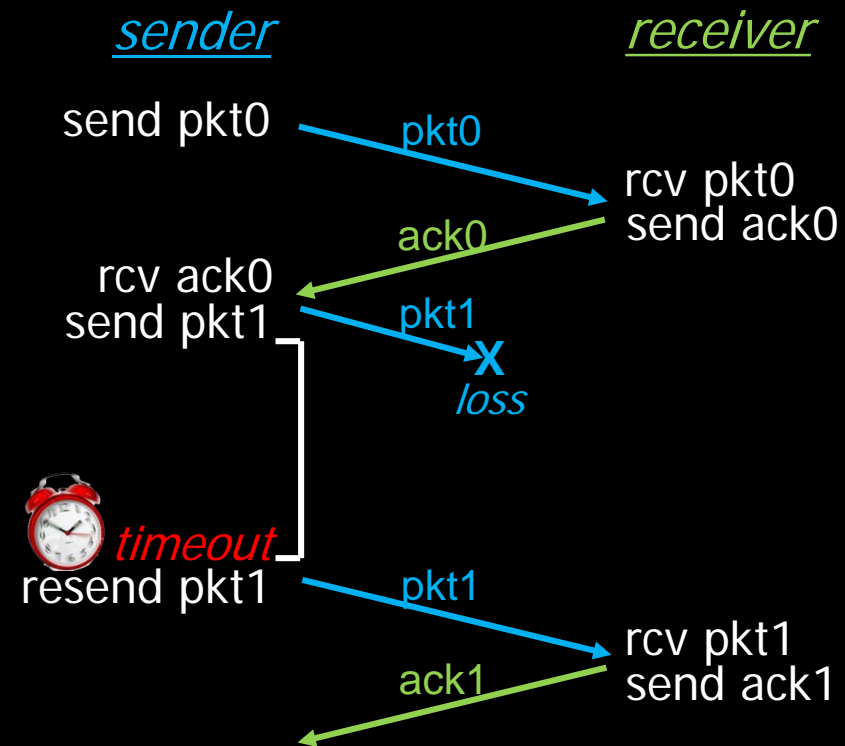 sender
receiver
send pkt0
pkt0
rcv pkt0
send ack0
ack0
rcv ack0
send pkt1
pkt1
X
loss
timeout
resend pkt1
pkt1
rcv pkt1
send ack1
ack1